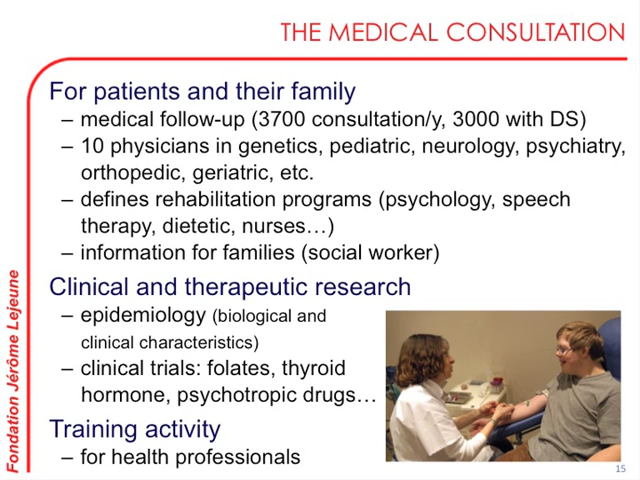 THE MEDICAL CONSULTATION
For patients and their family
– medical follow-up (3700 consultation/y, 3000 with DS)
– 10 physicians in genetics, pediatric, neurology, psychiatry,
orthopedic, geriatric, etc.
– defines rehabilitation programs (psychology, speech
therapy, dietetic, nurses…)
– information for families (social worker)
Clinical and therapeutic research
– epidemiology (biological and
clinical characteristics)
– clinical trials: folates, thyroid
hormone, psychotropic drugs…
Training activity
– for health professionals
Fondation Jérôme Lejeune
15